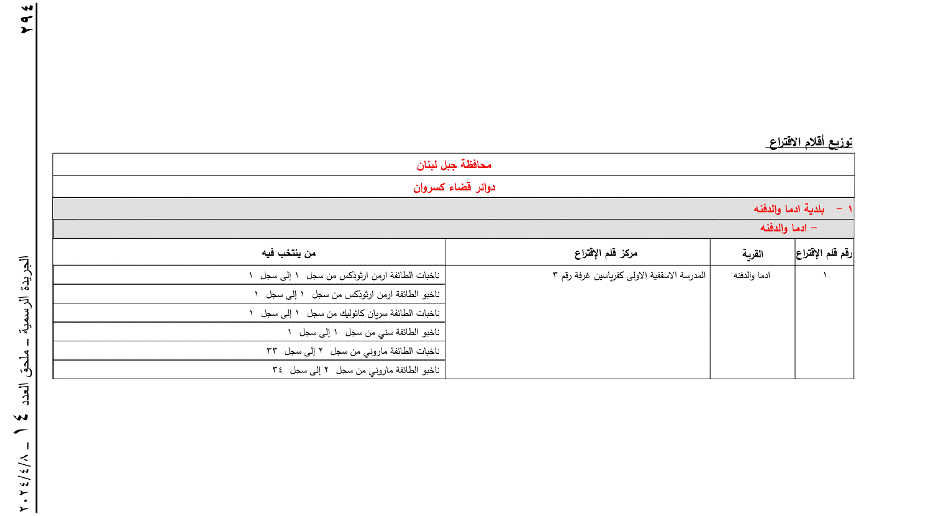 ٢٩٤
الجريدة الرسمية – ملحق العدد ١٤ – ٢٠٢٤/٤/٨
توزيع أقلام الاقتراع
محافظة جبل لبنان
دوائر قضاء كسروان
١ - بلدية ادما والدفنه
- ادما والدفنه
رقم قلم الإقتراع القرية مركز قلم الإقتراع من ينتخب فيه
١ ادما والدفنه المدرسة الاسقفية الاولى كفرياسين غرفة رقم ٣ ناخبات الطائفة ارمن ارثوذكس من سجل ١ إلى سجل ١
ناخبو الطائفة ارمن ارثوذكس من سجل ١ إلى سجل ١
ناخبات الطائفة سريان كاثوليك من سجل ١ إلى سجل ١
ناخبو الطائفة سني من سجل ١ إلى سجل ١
ناخبات الطائفة ماروني من سجل ٢ إلى سجل ٣٣
ناخبو الطائفة ماروني من سجل ٢ إلى سجل ٣٤